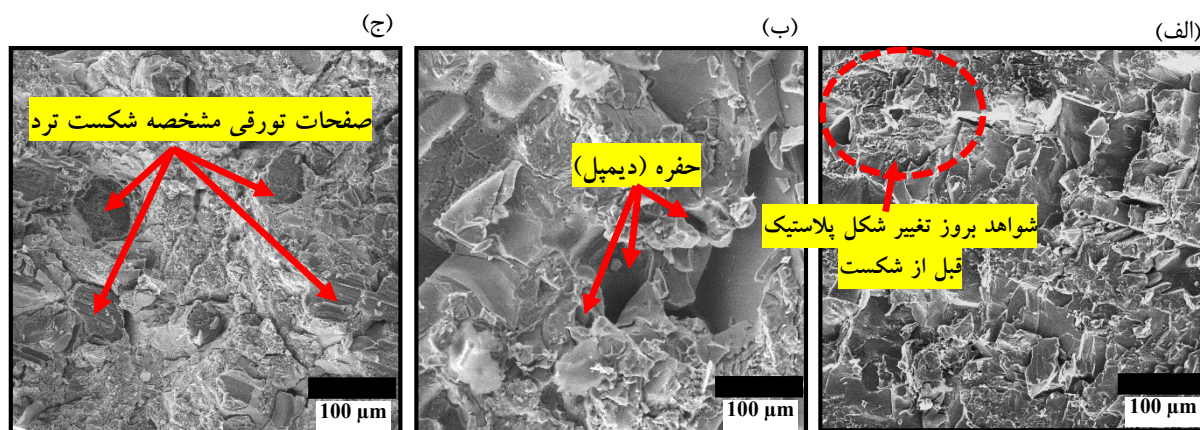 (الف)
(ب)
(ج)
شواهد بروز تغییر شکل پلاستیک
قبل از شکست
حفره (دیمپل)
صفحات تورقی مشخصه شکست ترد
100 µm
100 µm
100 µm